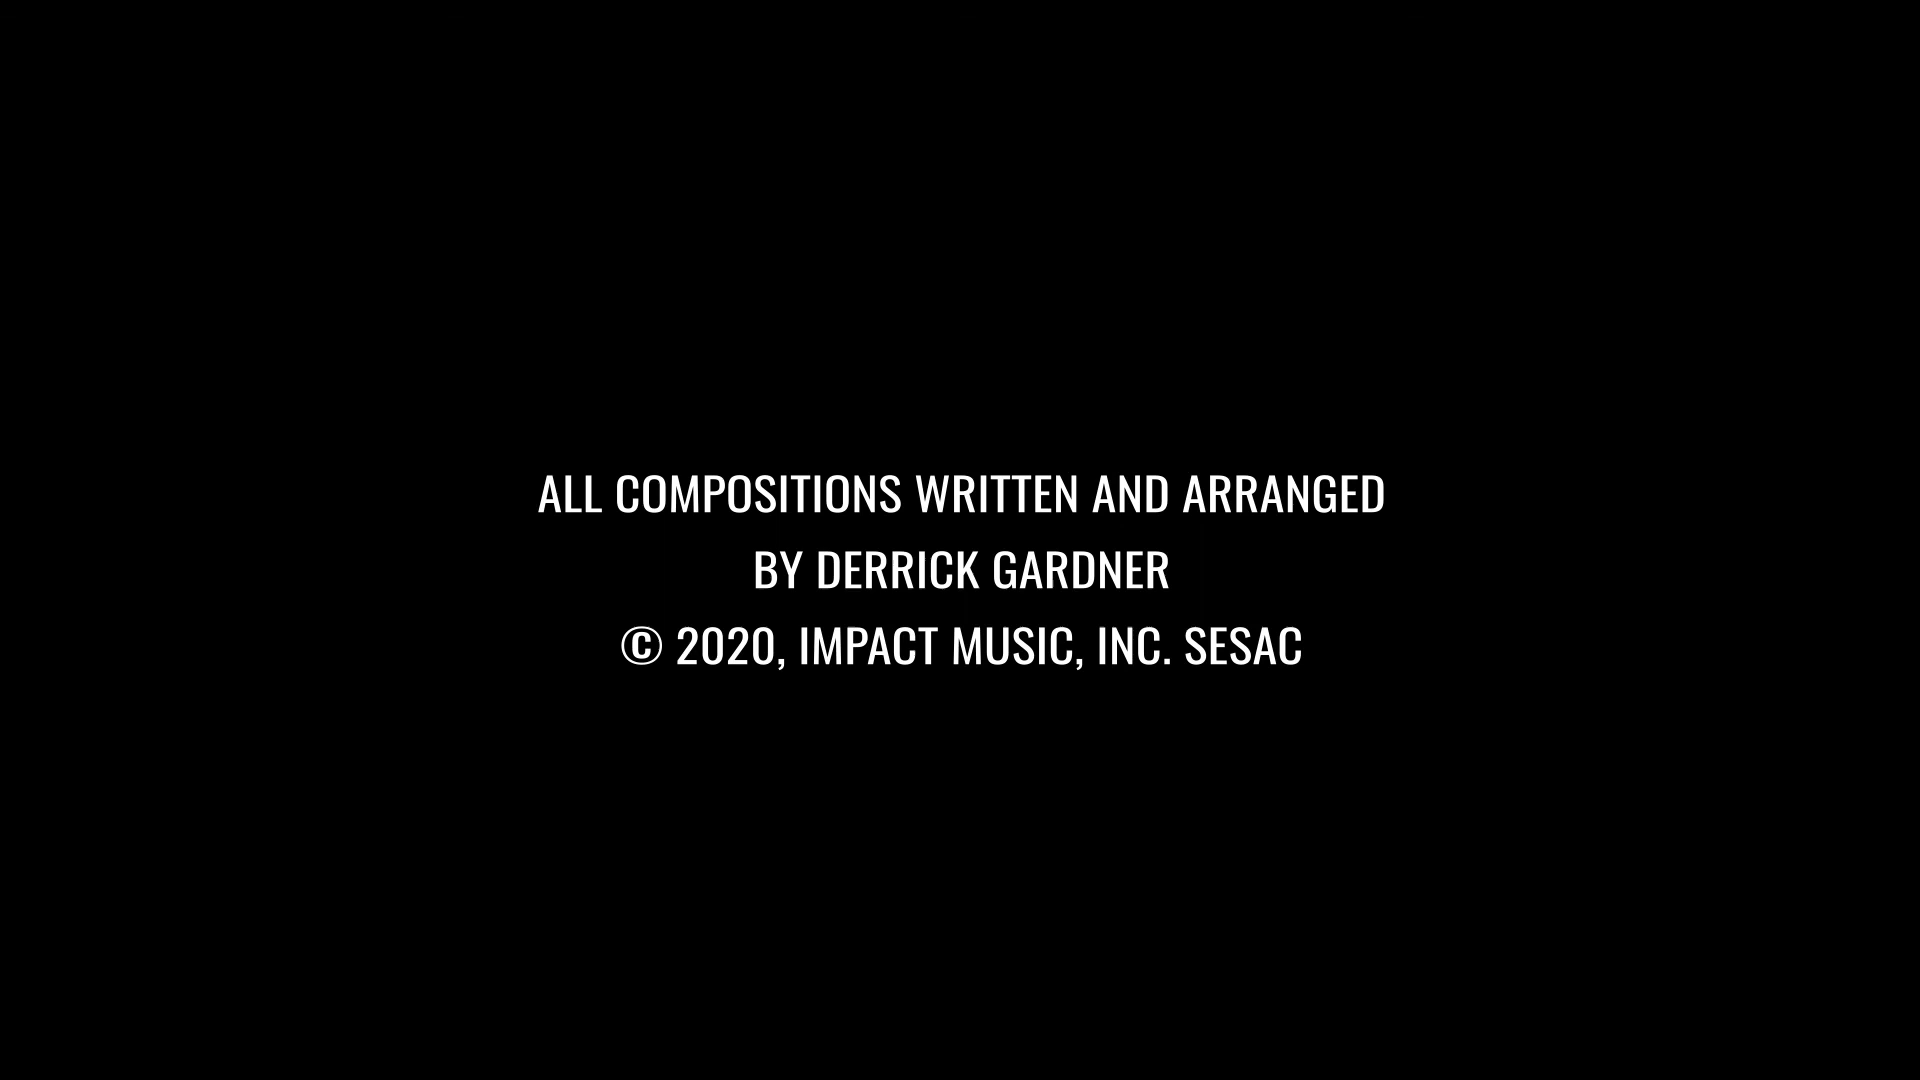 ALL COMPOSITIONS WRITTEN AND ARRANGED
BY DERRICK GARDNER
© 2020, IMPACT MUSIC, INC. SESAC